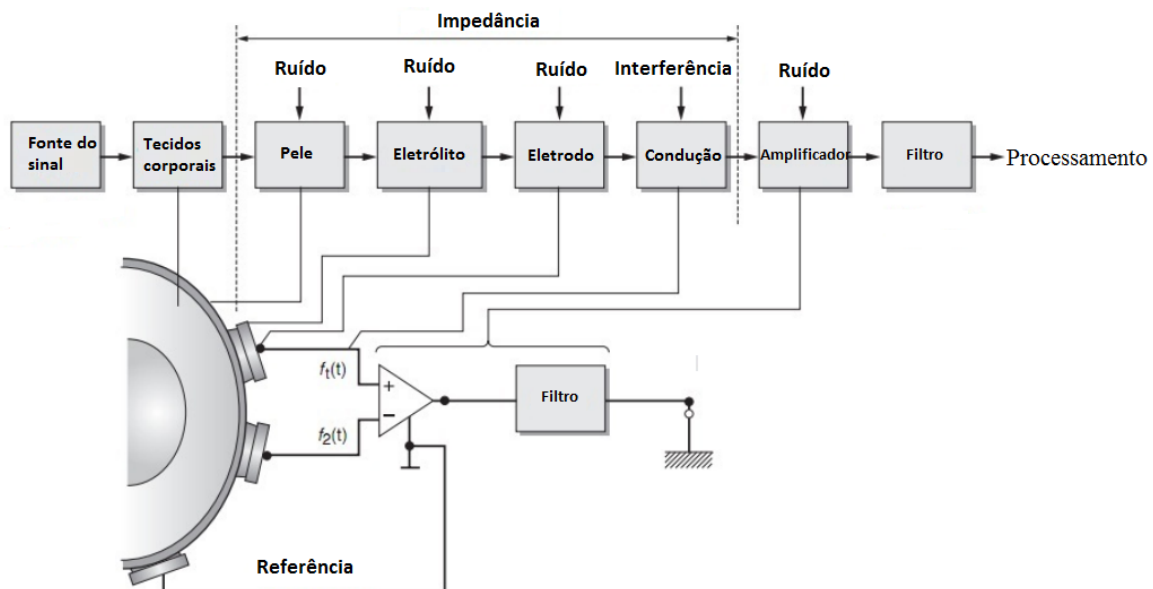 Impedância
Ruído
Ruído
Ruído
Interferência
Ruído
Fonte do
sinal
Tecidos
corporais
Pele
Eletrólito
Eletrodo
Condução
Amplificador
Filtro
Processamento
f₁(t)
+
−
Filtro
f₂(t)
Referência